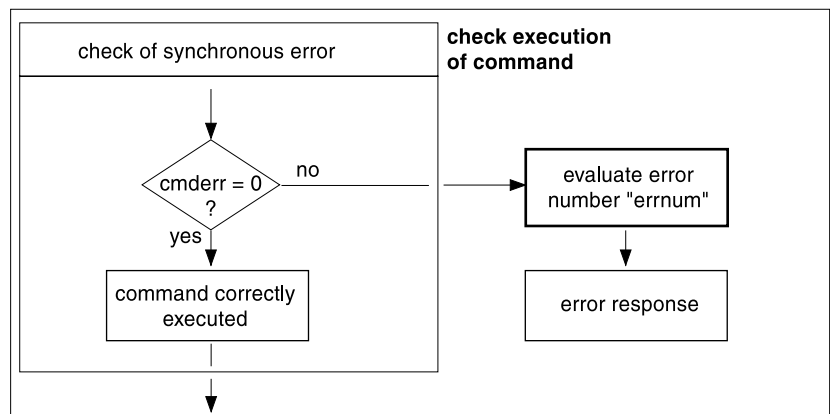 check of synchronous error
check execution
of command
cmderr = 0
?
no
yes
evaluate error
number "errnum"
command correctly
executed
error response